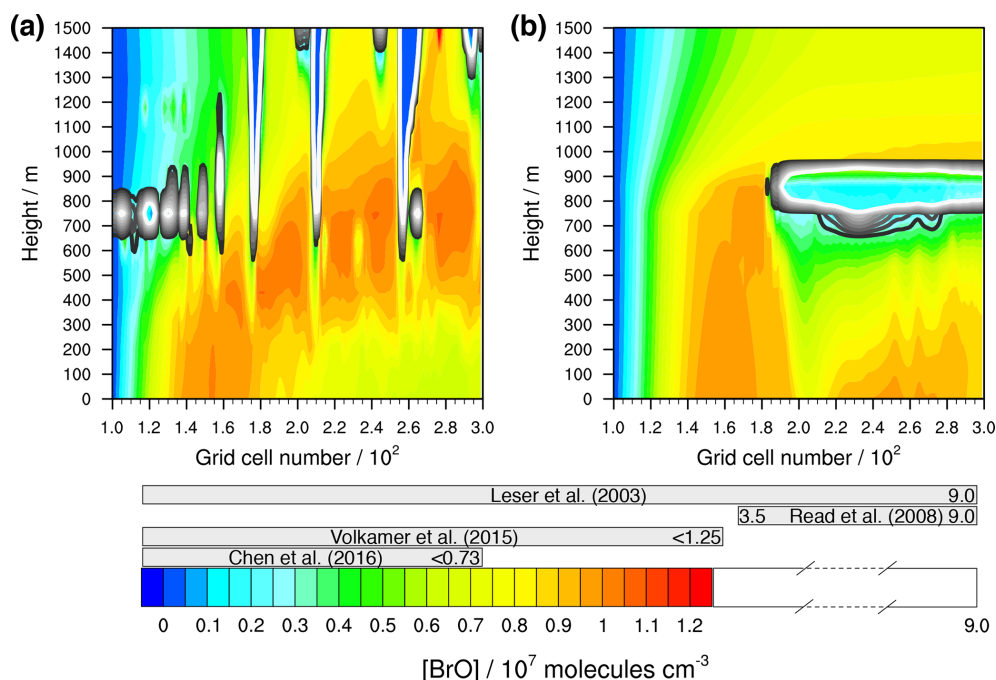 (a)
Height / m
1500
1400
1300
1200
1100
1000
900
800
700
600
500
400
300
200
100
0
1.0 1.2 1.4 1.6 1.8 2.0 2.2 2.4 2.6 2.8 3.0
Grid cell number / 10²
(b)
Height / m
1500
1400
1300
1200
1100
1000
900
800
700
600
500
400
300
200
100
0
1.0 1.2 1.4 1.6 1.8 2.0 2.2 2.4 2.6 2.8 3.0
Grid cell number / 10²
Leser et al. (2003) 9.0
3.5 Read et al. (2008) 9.0
Volkamer et al. (2015) <1.25
Chen et al. (2016) <0.73
0 0.1 0.2 0.3 0.4 0.5 0.6 0.7 0.8 0.9 1 1.1 1.2 9.0
[BrO] / 10⁷ molecules cm⁻³